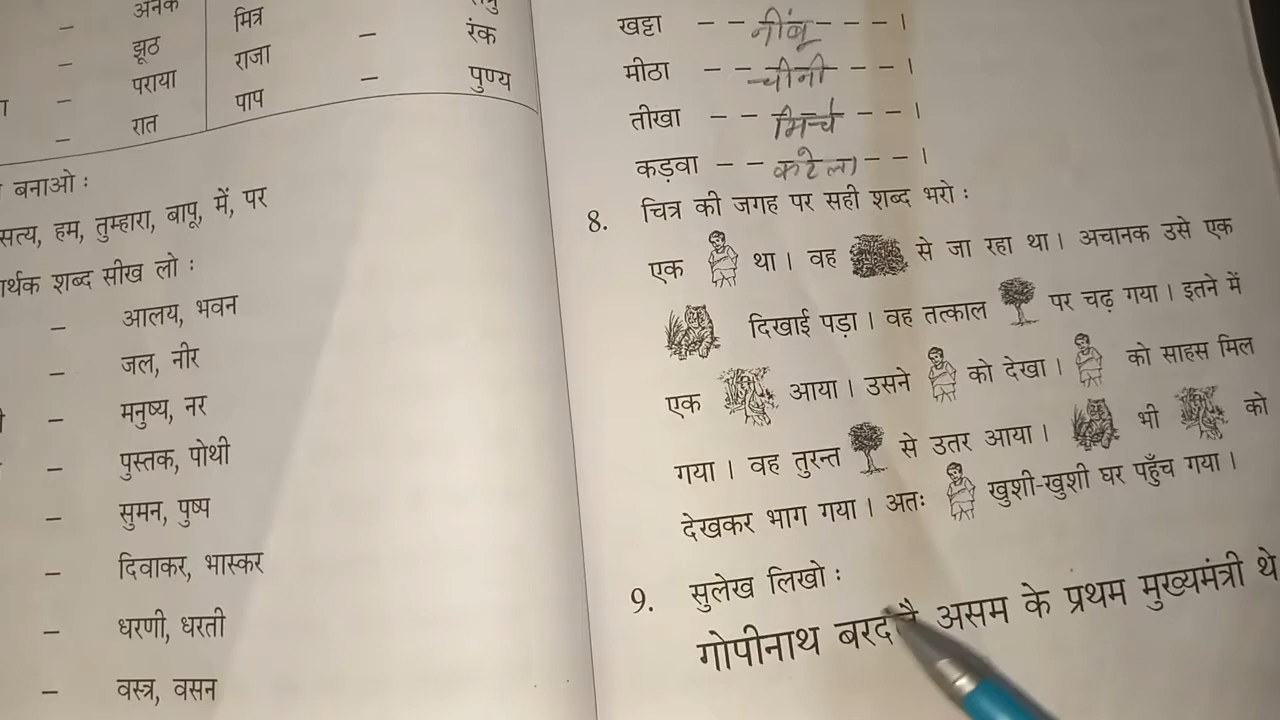 अनेक
– झूठ
– पराया
– रात
मित्र
राजा – रंक
पाप – पुण्य
बनाओ :
सत्य, हम, तुम्हारा, बापू, में, पर
र्थक शब्द सीख लो :
– आलय, भवन
– जल, नीर
– मनुष्य, नर
– पुस्तक, पोथी
– सुमन, पुष्प
– दिवाकर, भास्कर
– धरणी, धरती
– वस्त्र, वसन
खट्टा – – नींबू – – – ।
मीठा – – चीनी – – ।
तीखा – – मिर्च – – ।
कड़वा – – करेला – – ।
8. चित्र की जगह पर सही शब्द भरो :
एक था । वह से जा रहा था । अचानक उसे एक
दिखाई पड़ा । वह तत्काल पर चढ़ गया । इतने में
एक आया । उसने को देखा । को साहस मिल
गया । वह तुरन्त से उतर आया । भी को
देखकर भाग गया । अतः खुशी-खुशी घर पहुँच गया ।
9. सुलेख लिखो :
गोपीनाथ असम के प्रथम मुख्यमंत्री थे